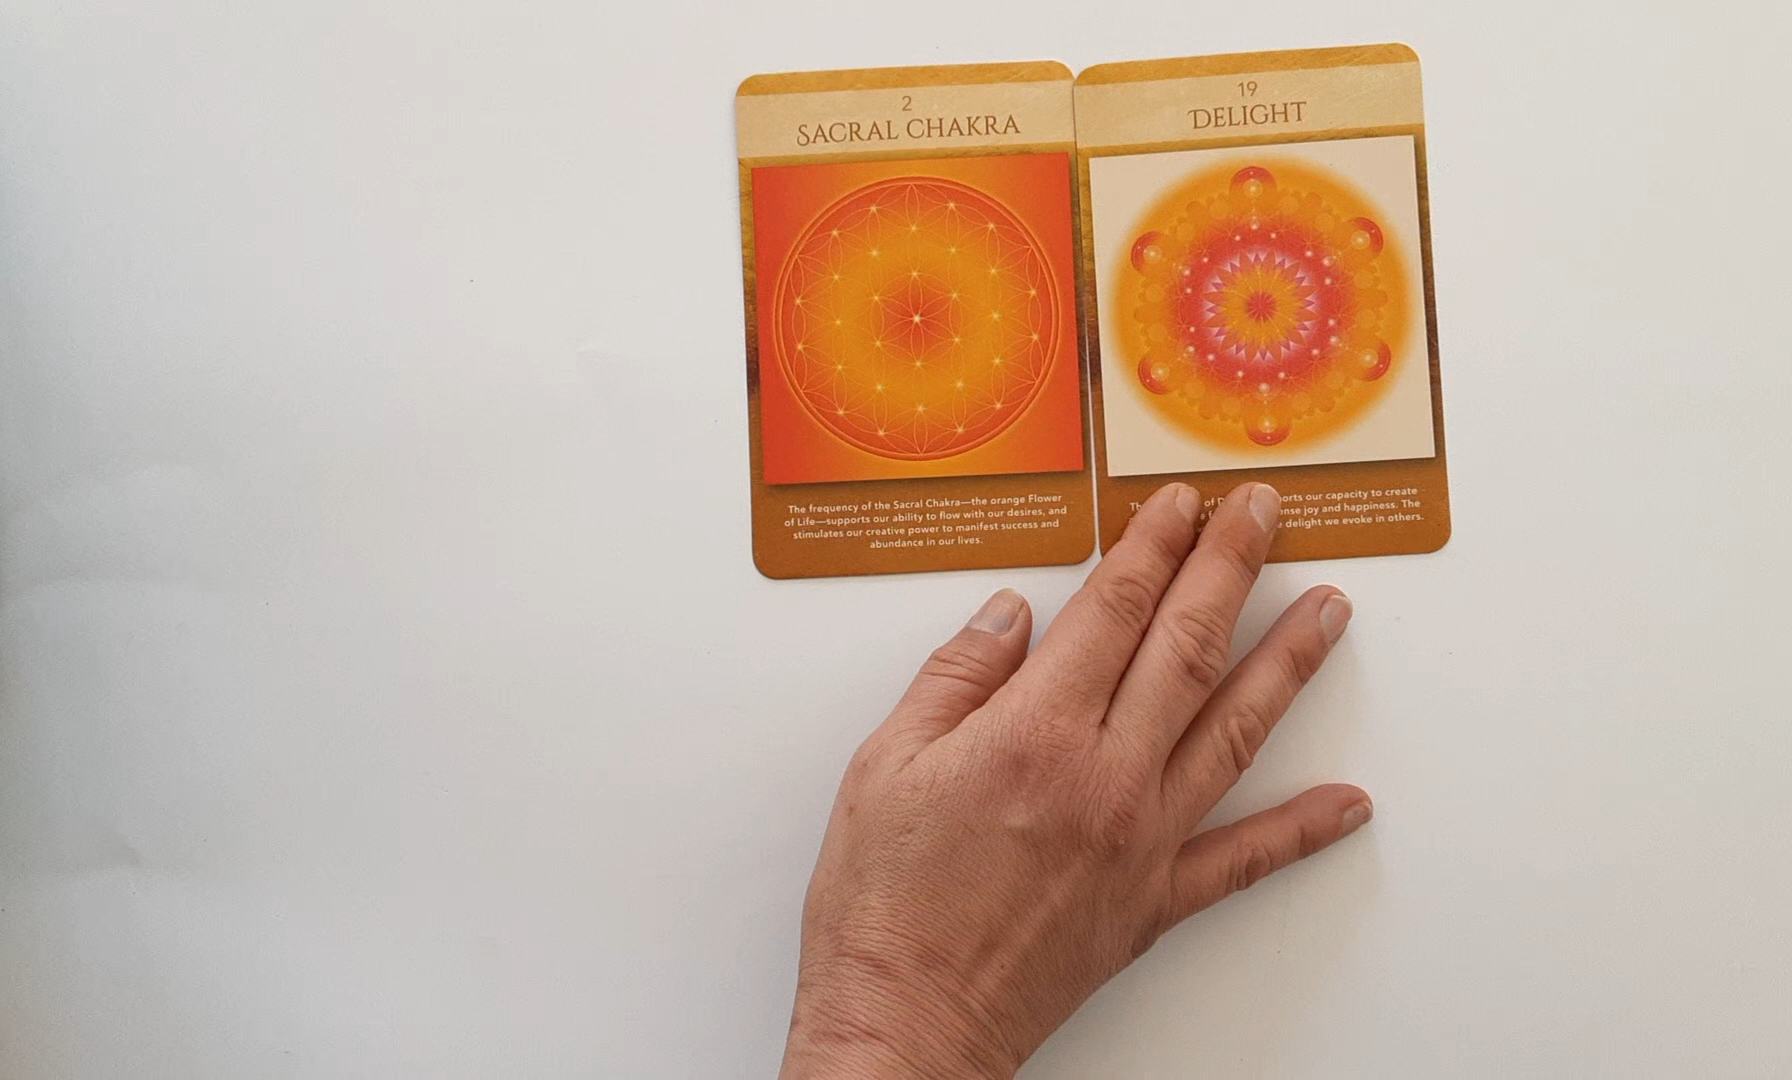 2
SACRAL CHAKRA
The frequency of the Sacral Chakra—the orange Flower
of Life—supports our ability to flow with our desires, and
stimulates our creative power to manifest success and
abundance in our lives.
19
DELIGHT
of our capacity to create
joy and happiness. The
delight we evoke in others.